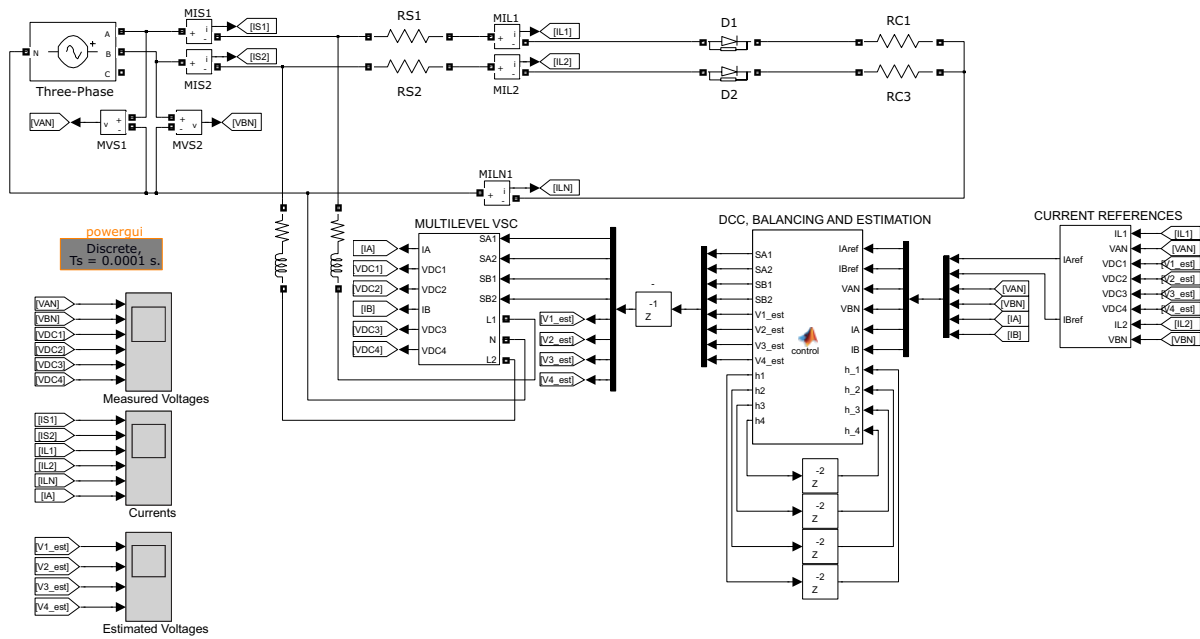 MIS1
[IS1]
RS1
MIL1
[IL1]
D1
RC1
A
N
B
C
+
+ i
-
Three-Phase
MIS2
[IS2]
RS2
MIL2
[IL2]
D2
RC3
[VAN]
v + -
MVS1
+ - v
MVS2
[VBN]
MILN1
[ILN]
+ i -
powergui
Discrete,
Ts = 0.0001 s.
MULTILEVEL VSC
[IA]
[VDC1]
[VDC2]
[IB]
[VDC3]
[VDC4]
IA
VDC1
VDC2
IB
VDC3
VDC4
SA1
SA2
SB1
SB2
L1
N
L2
[V1_est]
[V2_est]
[V3_est]
[V4_est]
-
-1
Z
DCC, BALANCING AND ESTIMATION
SA1
SA2
SB1
SB2
V1_est
V2_est
V3_est
V4_est
h1
h2
h3
h4
control
IAref
IBref
VAN
VBN
IA
IB
h_1
h_2
h_3
h_4
-2
Z
-2
Z
-2
Z
-2
Z
[VAN]
[VBN]
[IA]
[IB]
CURRENT REFERENCES
IAref
IBref
IL1
VAN
VDC1
VDC2
VDC3
VDC4
IL2
VBN
[IL1]
[VAN]
[V1_est]
[V2_est]
[V3_est]
[V4_est]
[IL2]
[VBN]
[VAN]
[VBN]
[VDC1]
[VDC2]
[VDC3]
[VDC4]
Measured Voltages
[IS1]
[IS2]
[IL1]
[IL2]
[ILN]
[IA]
Currents
[V1_est]
[V2_est]
[V3_est]
[V4_est]
Estimated Voltages